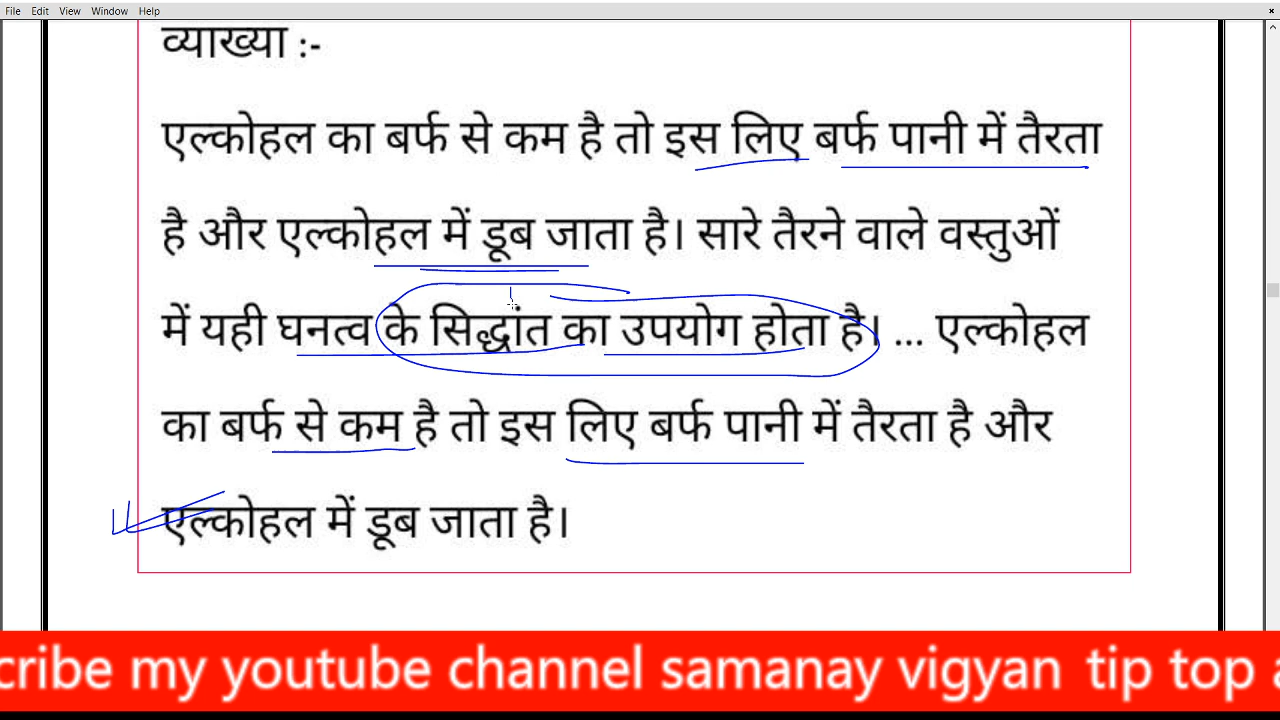 File Edit View Window Help
व्याख्या :-
एल्कोहल का बर्फ से कम है तो इस लिए बर्फ पानी में तैरता
है और एल्कोहल में डूब जाता है। सारे तैरने वाले वस्तुओं
में यही घनत्व के सिद्धांत का उपयोग होता है। ... एल्कोहल
का बर्फ से कम है तो इस लिए बर्फ पानी में तैरता है और
एल्कोहल में डूब जाता है।
cribe my youtube channel samanay vigyan tip top a